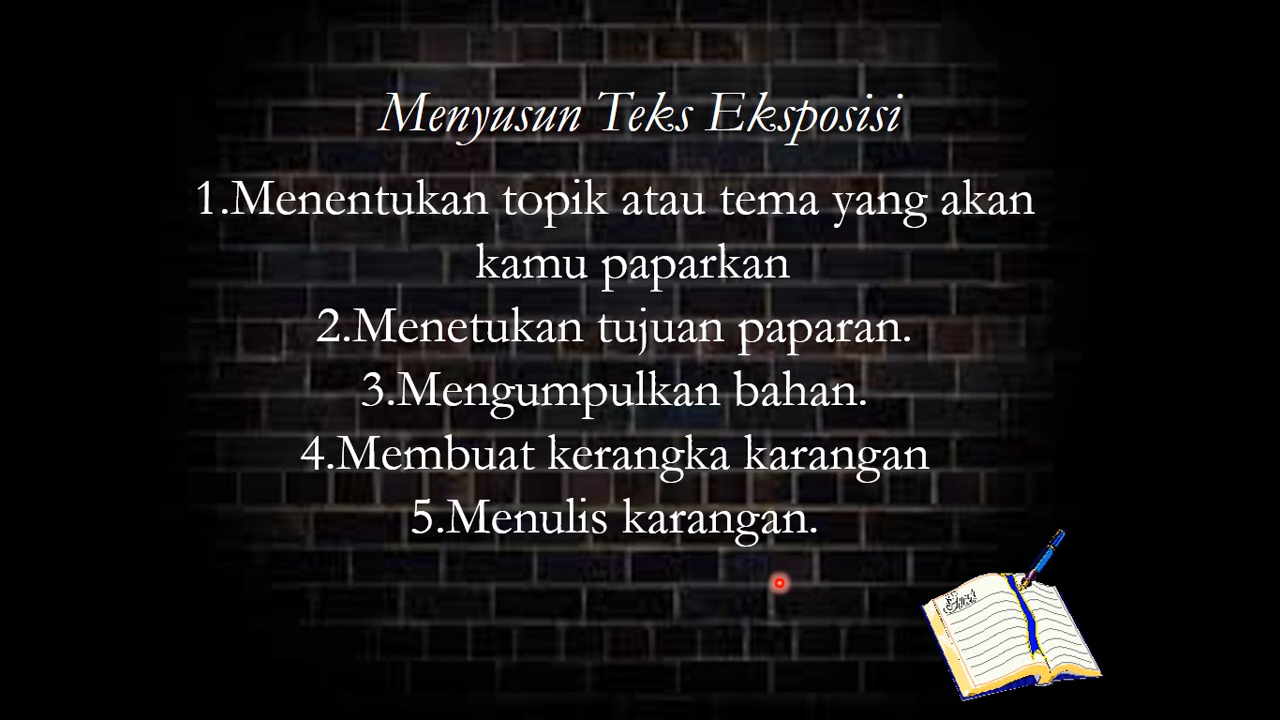 Menyusun Teks Eksposisi
1.Menentukan topik atau tema yang akan
kamu paparkan
2.Menetukan tujuan paparan.
3.Mengumpulkan bahan.
4.Membuat kerangka karangan
5.Menulis karangan.